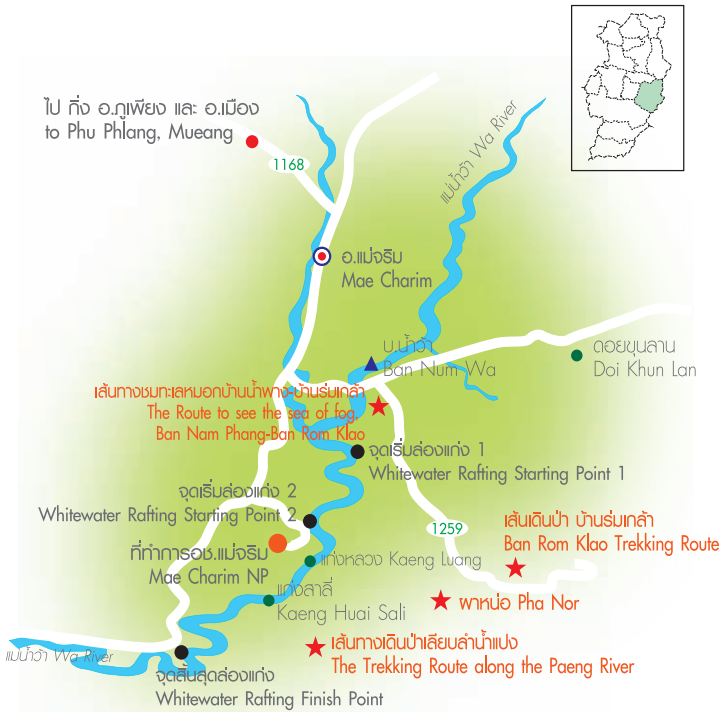 ไป กิ่ง อ.ภูเพียง และ อ.เมือง
to Phu Phlang, Mueang
1168
แม่น้ำว้า Wa River
อ.แม่จริม
Mae Charim
บ.น้ำว้า
Ban Num Wa
ดอยขุนลาน
Doi Khun Lan
เส้นทางชมทะเลหมอกบ้านน้ำพาง-บ้านร่มเกล้า
The Route to see the sea of fog.
Ban Nam Phang-Ban Rom Klao
จุดเริ่มล่องแก่ง 1
Whitewater Rafting Starting Point 1
จุดเริ่มล่องแก่ง 2
Whitewater Rafting Starting Point 2
1259
เส้นเดินป่า บ้านร่มเกล้า
Ban Rom Klao Trekking Route
ที่ทำการอช.แม่จริม
Mae Charim NP
แก่งหลวง Kaeng Luang
แก่งสาลี่
Kaeng Huai Sali
ผาหน่อ Pha Nor
เส้นทางเดินป่าเลียบลำน้ำแปง
The Trekking Route along the Paeng River
แม่น้ำว้า Wa River
จุดสิ้นสุดล่องแก่ง
Whitewater Rafting Finish Point